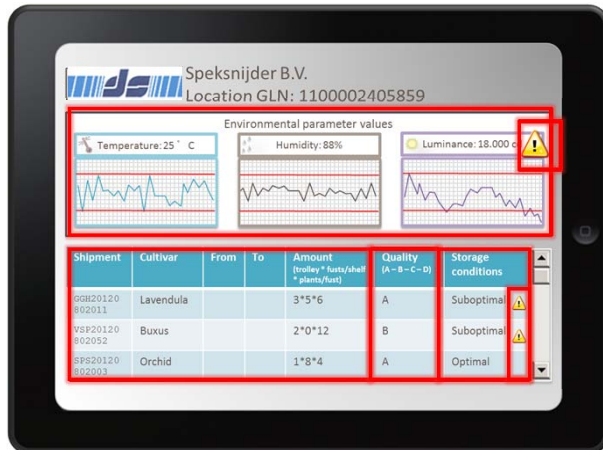 ds
Speksnijder B.V.
Location GLN: 1100002405859
Environmental parameter values
Temperature: 25 ° C
Humidity: 88%
Luminance: 18.000
Shipment Cultivar From To Amount Quality Storage
(trolley * fusts/shelf (A – B – C – D) conditions
* plants/fust)
GGH20120 Lavendula 3*5*6 A Suboptimal
802011
VSP20120 Buxus 2*0*12 B Suboptimal
802052
SPS20120 Orchid 1*8*4 A Optimal
802003